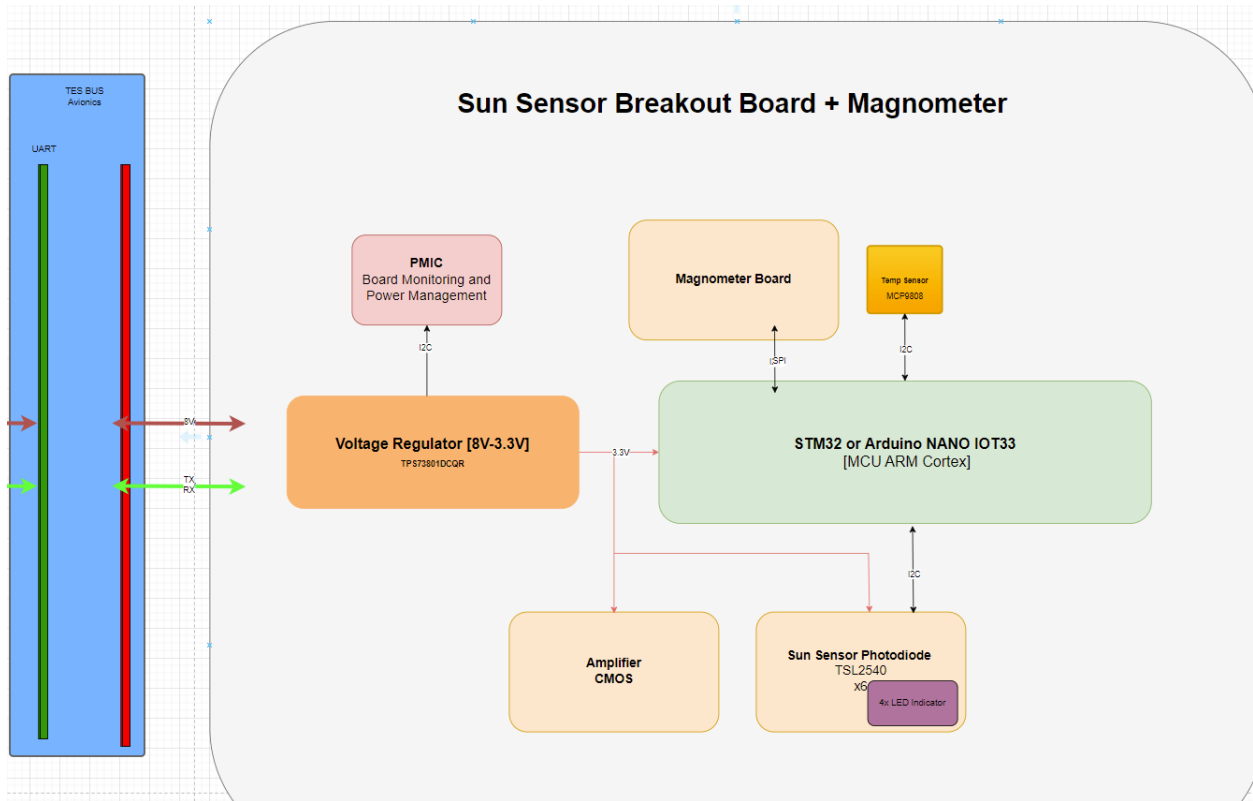 TES BUS
Avionics
UART
Sun Sensor Breakout Board + Magnometer
PMIC
Board Monitoring and
Power Management
Magnometer Board
Temp Sensor
MCP9808
I2C
SPI
I2C
8V
Voltage Regulator [8V-3.3V]
TPS73801DCQR
3.3V
STM32 or Arduino NANO IOT33
[MCU ARM Cortex]
TX
RX
I2C
Amplifier
CMOS
Sun Sensor Photodiode
TSL2540
x6
4x LED Indicator